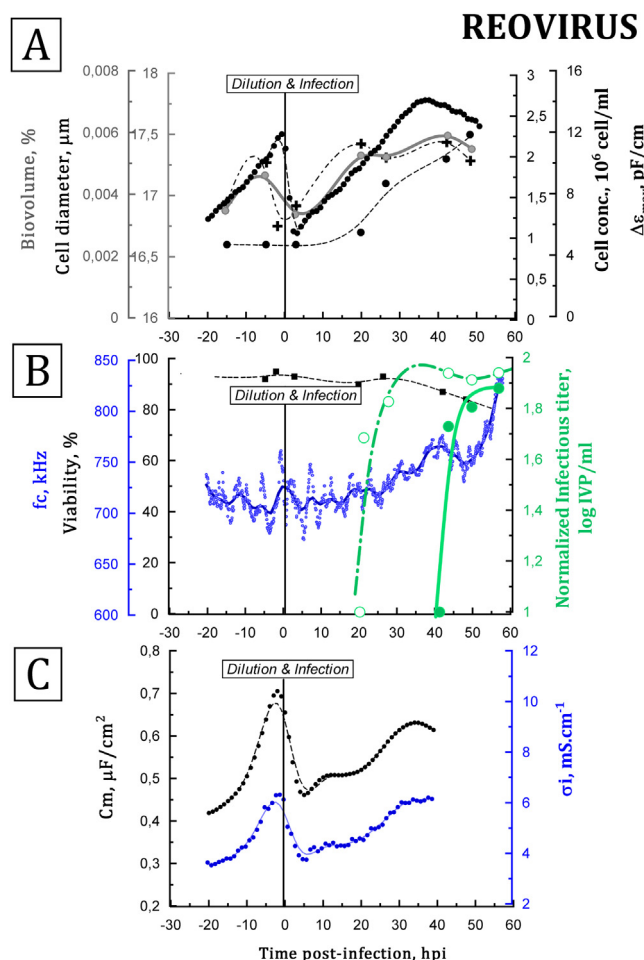 REOVIRUS
A
Dilution & Infection
Biovolume, %
0,008
0,006
0,004
0,002
0
Cell diameter, µm
18
17,5
17
16,5
16
3
2,5
2
1,5
1
0,5
0
Cell conc., 10⁶ cell/ml
16
12
8
4
0
pF/cm
-30 -20 -10 0 10 20 30 40 50 60
B
Dilution & Infection
fc, kHz
850
800
750
700
650
600
Viability, %
100
80
60
40
20
0
2
1,8
1,6
1,4
1,2
1
Normalized Infectious titer,
log IVP/ml
-30 -20 -10 0 10 20 30 40 50 60
C
Dilution & Infection
Cm, µF/cm²
0,8
0,7
0,6
0,5
0,4
0,3
0,2
12
10
8
6
4
2
σi, mS.cm⁻¹
-30 -20 -10 0 10 20 30 40 50 60
Time post-infection, hpi